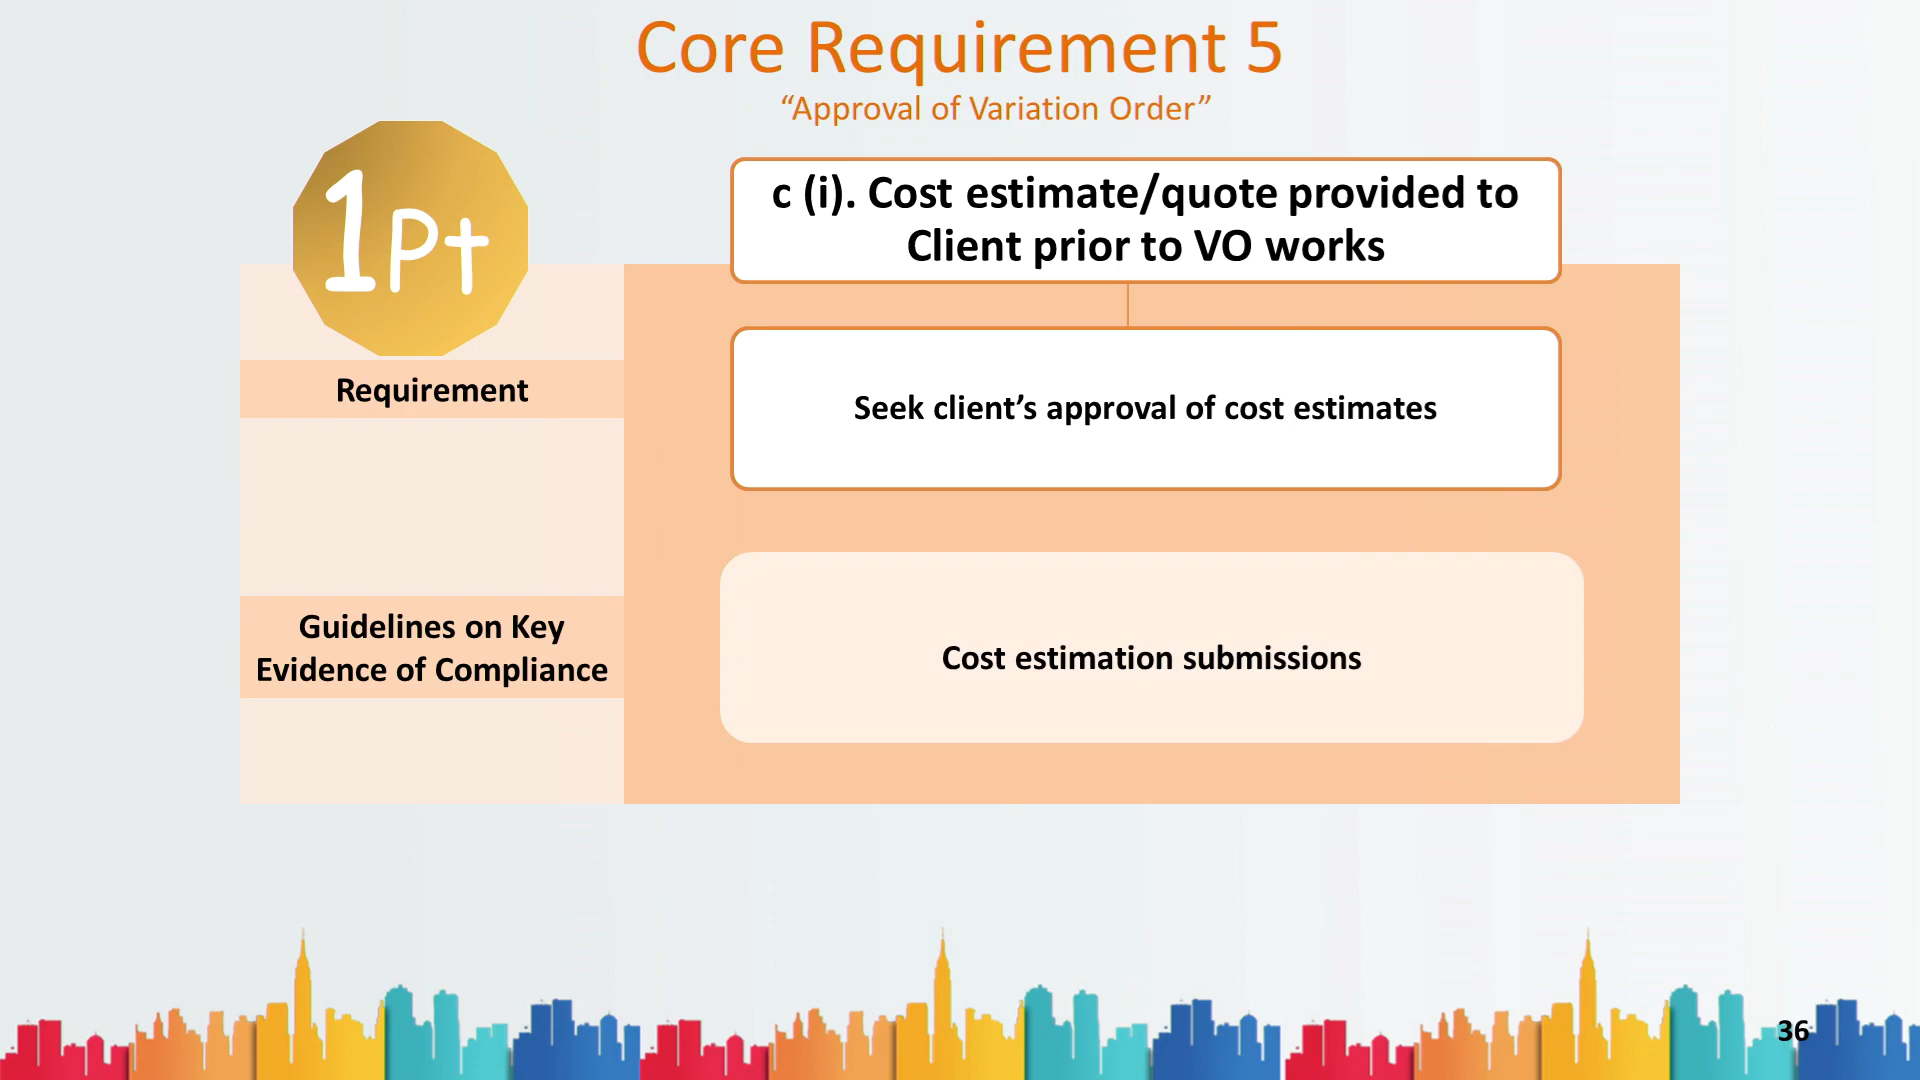 Core Requirement 5
“Approval of Variation Order”
1Pt
c (i). Cost estimate/quote provided to
Client prior to VO works
Requirement
Seek client’s approval of cost estimates
Guidelines on Key
Evidence of Compliance
Cost estimation submissions
36